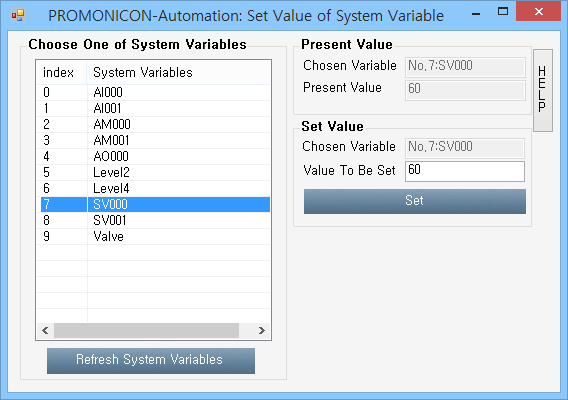 PROMONICON-Automation: Set Value of System Variable
Choose One of System Variables
index System Variables
0 AI000
1 AI001
2 AM000
3 AM001
4 AO000
5 Level2
6 Level4
7 SV000
8 SV001
9 Valve
Refresh System Variables
Present Value
Chosen Variable No,7:SV000
Present Value 60
Set Value
Chosen Variable No,7:SV000
Value To Be Set 60
Set
HELP